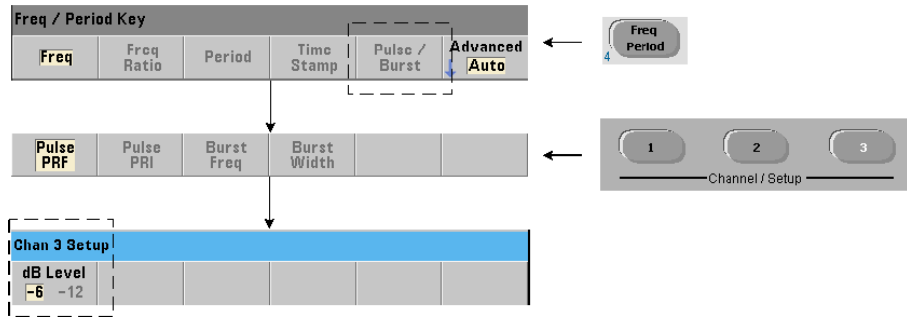 Freq / Period Key
Freq
Freq Ratio
Period
Time Stamp
Pulse / Burst
Advanced Auto
Freq Period
4
Pulse PRF
Pulse PRI
Burst Freq
Burst Width
1
2
3
Channel / Setup
Chan 3 Setup
dB Level
-6 -12